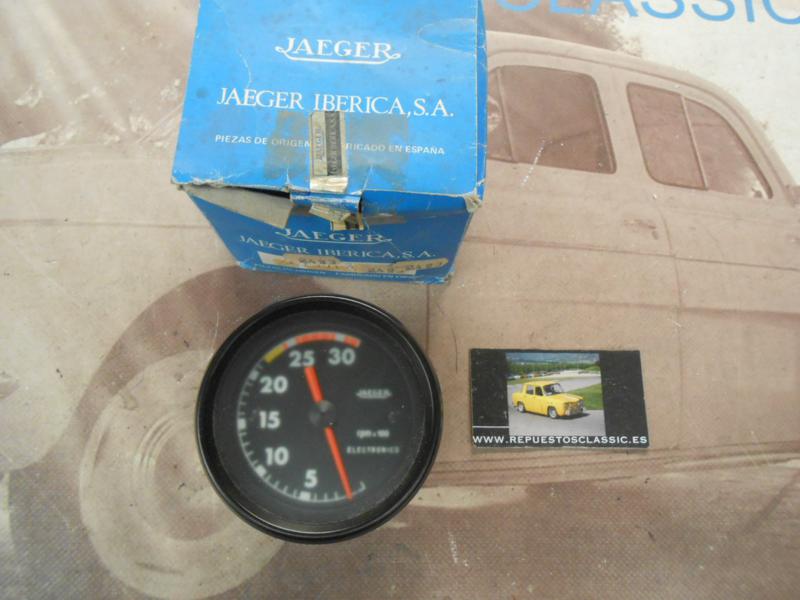 CLASSIC
JAEGER
JAEGER IBERICA, S.A.
PIEZAS DE ORIGEN FABRICADO EN ESPAÑA
JAEGER
JAEGER IBERICA, S.A.
25 30
20
15
10
5
JAEGER
rpm x 100
ELECTRONICO
WWW.REPUESTOSCLASSIC.ES